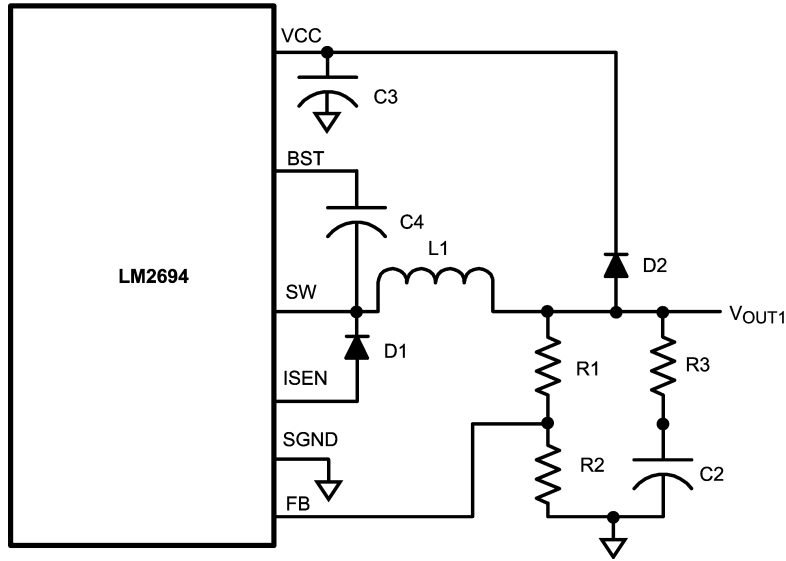 VCC
C3
BST
C4
L1
LM2694
D2
SW
VOUT1
D1
R1
R3
ISEN
SGND
R2
C2
FB